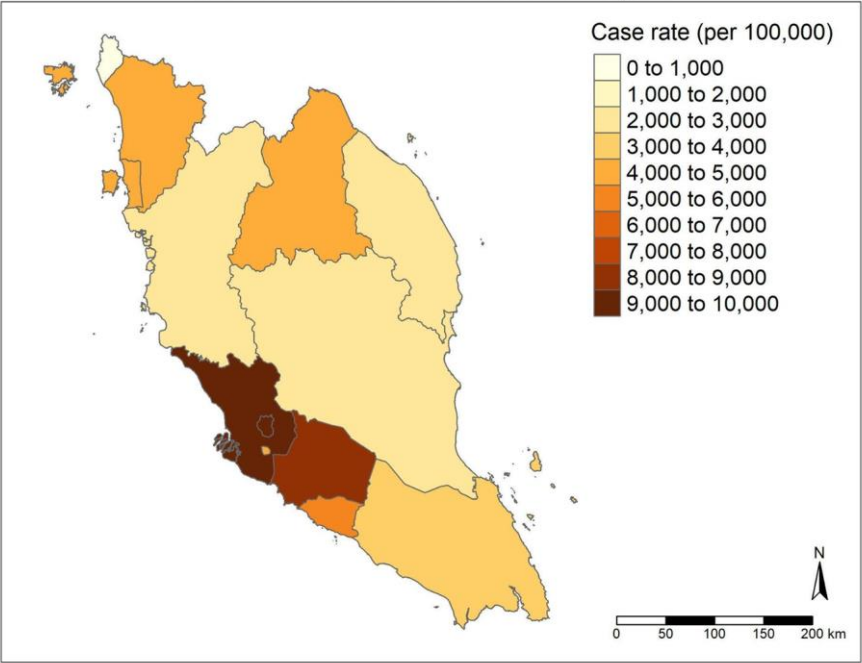 Case rate (per 100,000)
0 to 1,000
1,000 to 2,000
2,000 to 3,000
3,000 to 4,000
4,000 to 5,000
5,000 to 6,000
6,000 to 7,000
7,000 to 8,000
8,000 to 9,000
9,000 to 10,000
N
0 50 100 150 200 km